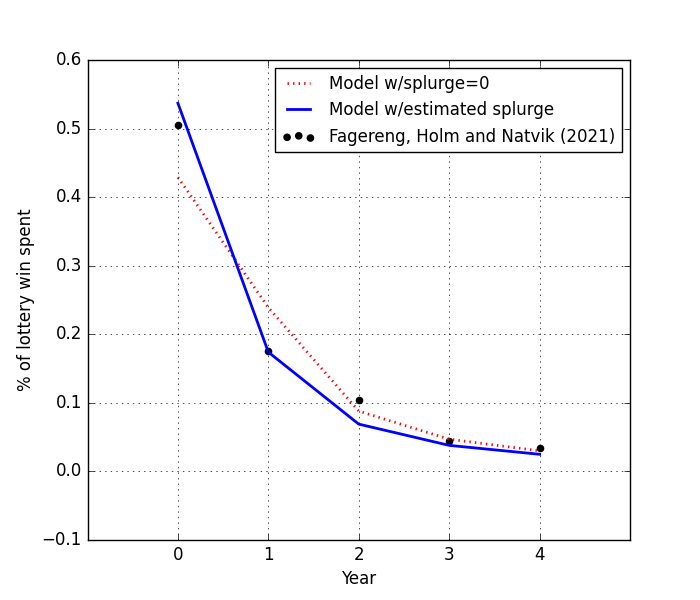 0.6
0.5
0.4
0.3
0.2
0.1
0.0
−0.1
% of lottery win spent
Model w/splurge=0
Model w/estimated splurge
Fagereng, Holm and Natvik (2021)
0 1 2 3 4
Year